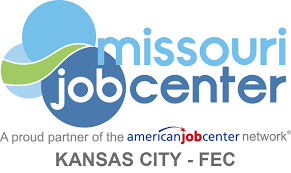 missouri
jobcenter
A proud partner of the americanjobcenter network®
KANSAS CITY - FEC